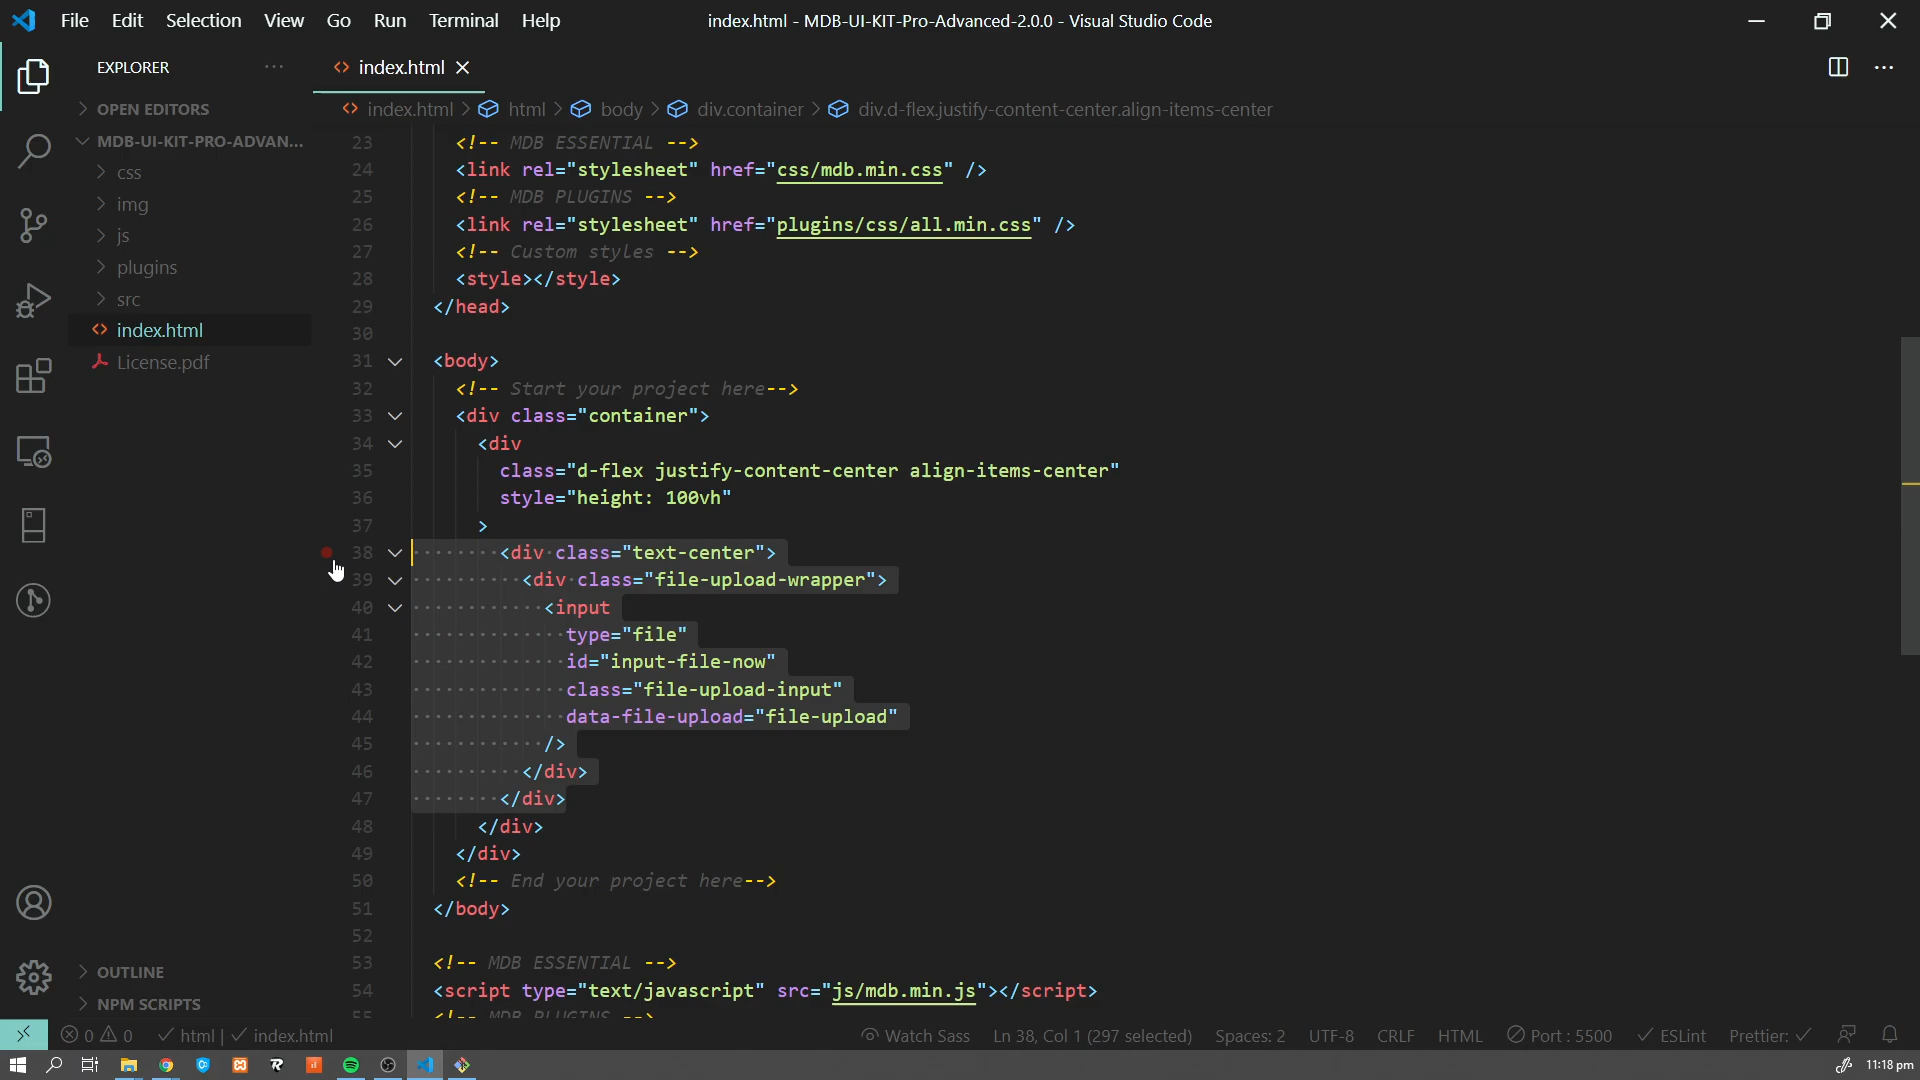 File Edit Selection View Go Run Terminal Help
index.html - MDB-UI-KIT-Pro-Advanced-2.0.0 - Visual Studio Code
EXPLORER
OPEN EDITORS
MDB-UI-KIT-PRO-ADVAN...
css
img
js
plugins
src
index.html
License.pdf
OUTLINE
NPM SCRIPTS
index.html
index.html > html > body > div.container > div.d-flex.justify-content-center.align-items-center
23 <!-- MDB ESSENTIAL -->
24 <link rel="stylesheet" href="css/mdb.min.css" />
25 <!-- MDB PLUGINS -->
26 <link rel="stylesheet" href="plugins/css/all.min.css" />
27 <!-- Custom styles -->
28 <style></style>
29 </head>
30
31 <body>
32 <!-- Start your project here-->
33 <div class="container">
34 <div
35 class="d-flex justify-content-center align-items-center"
36 style="height: 100vh"
37 >
38 <div class="text-center">
39 <div class="file-upload-wrapper">
40 <input
41 type="file"
42 id="input-file-now"
43 class="file-upload-input"
44 data-file-upload="file-upload"
45 />
46 </div>
47 </div>
48 </div>
49 </div>
50 <!-- End your project here-->
51 </body>
52
53 <!-- MDB ESSENTIAL -->
54 <script type="text/javascript" src="js/mdb.min.js"></script>
55 <!-- MDB PLUGINS -->
0 0 html | index.html Watch Sass Ln 38, Col 1 (297 selected) Spaces: 2 UTF-8 CRLF HTML Port : 5500 ESLint Prettier:
11:18 pm